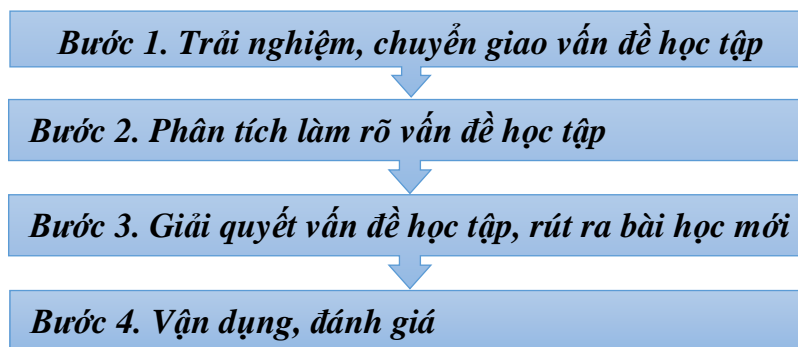 Bước 1. Trải nghiệm, chuyển giao vấn đề học tập
Bước 2. Phân tích làm rõ vấn đề học tập
Bước 3. Giải quyết vấn đề học tập, rút ra bài học mới
Bước 4. Vận dụng, đánh giá